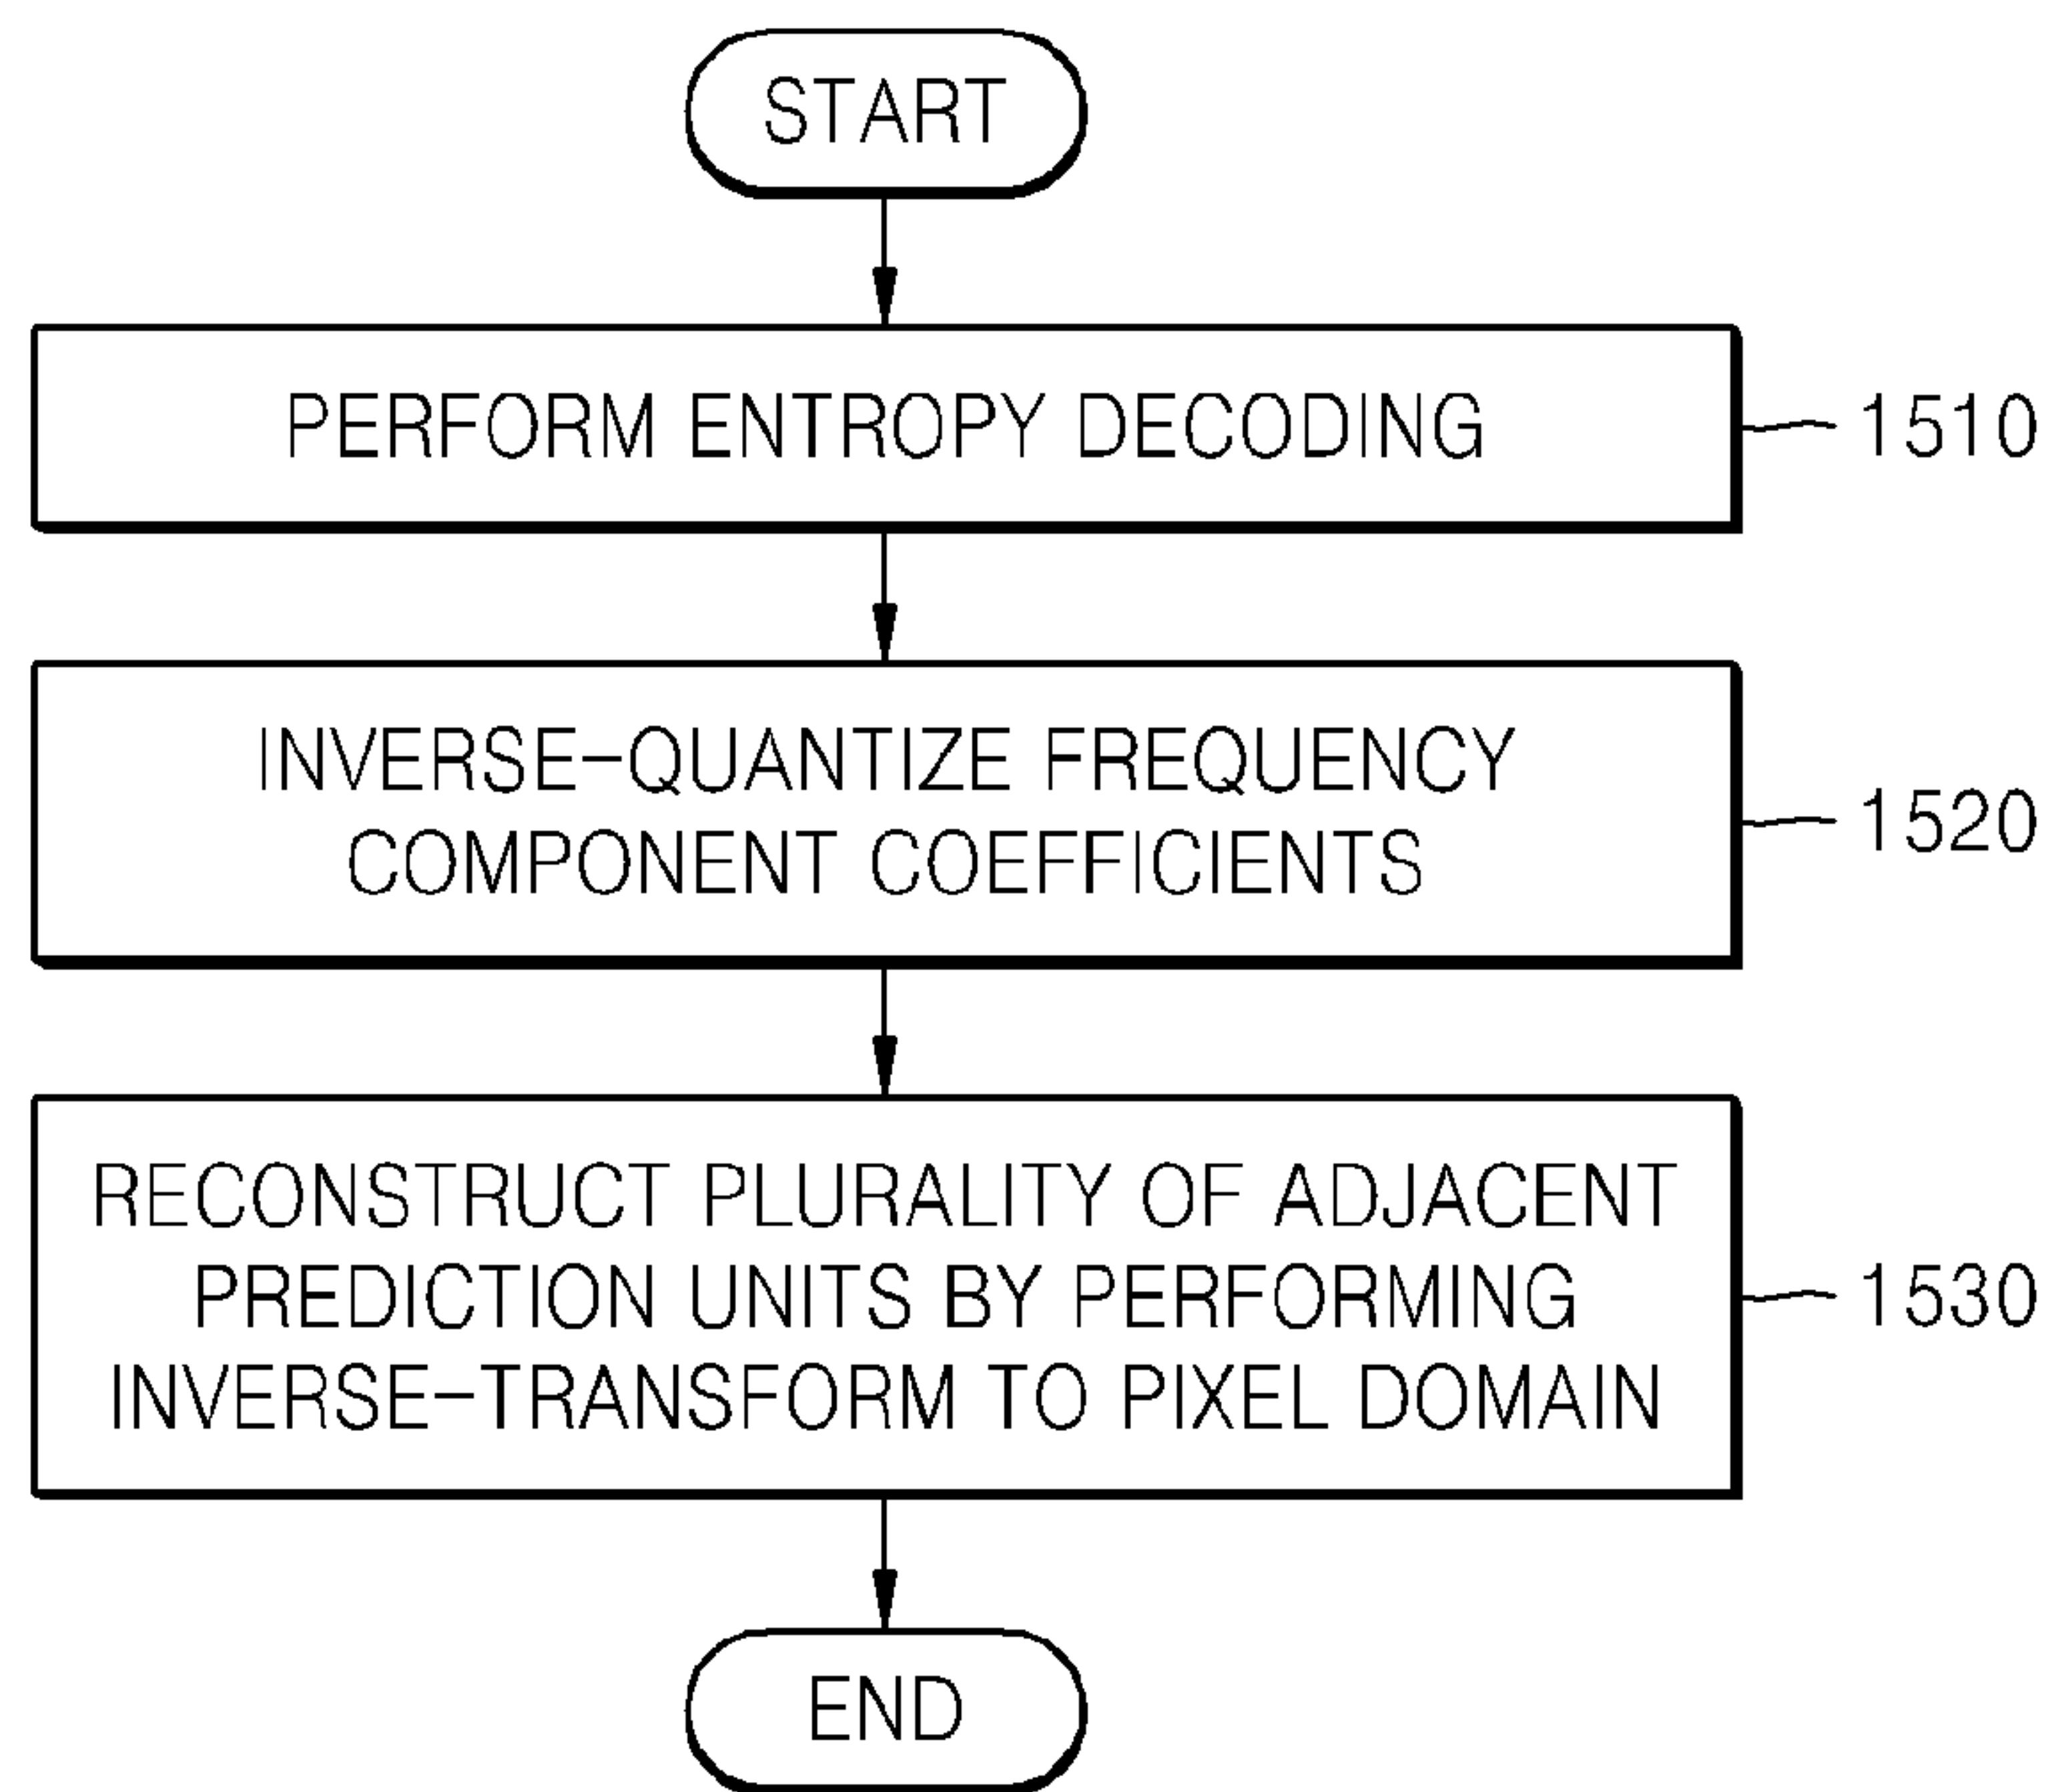 START
PERFORM ENTROPY DECODING
1510
INVERSE-QUANTIZE FREQUENCY
COMPONENT COEFFICIENTS
1520
RECONSTRUCT PLURALITY OF ADJACENT
PREDICTION UNITS BY PERFORMING
INVERSE-TRANSFORM TO PIXEL DOMAIN
1530
END